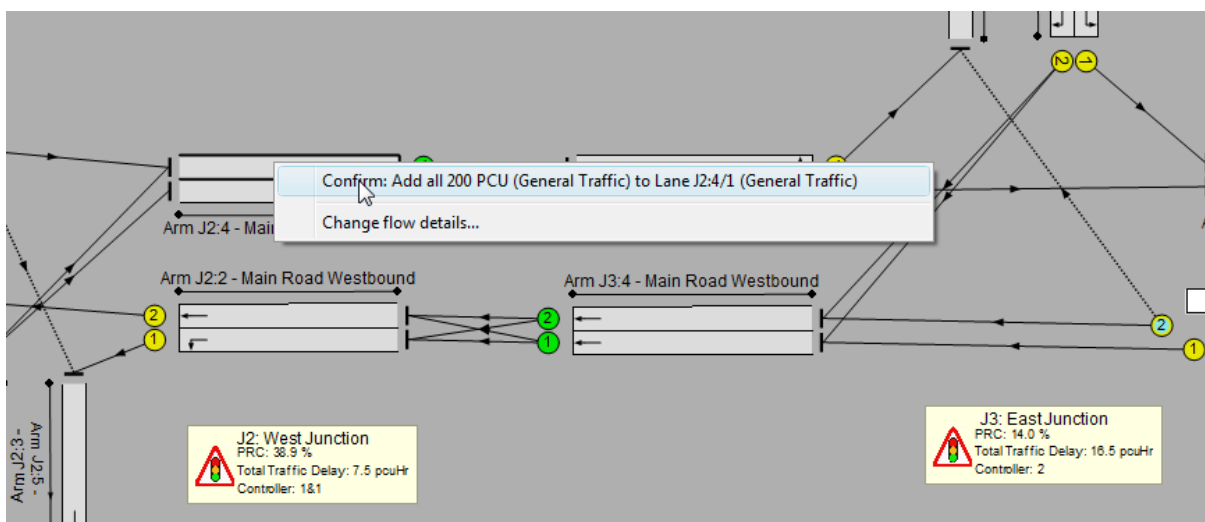 2
1
1
1
Confirm: Add all 200 PCU (General Traffic) to Lane J2:4/1 (General Traffic)
Change flow details...
Arm J2:4 - Mai
Arm J2:2 - Main Road Westbound
Arm J3:4 - Main Road Westbound
2
1
2
1
2
1
Arm J2:3 -
Arm J2:5 -
J2: West Junction
PRC: 38.9 %
Total Traffic Delay: 7.5 pcuHr
Controller: 1&1
J3: East Junction
PRC: 14.0 %
Total Traffic Delay: 16.5 pcuHr
Controller: 2